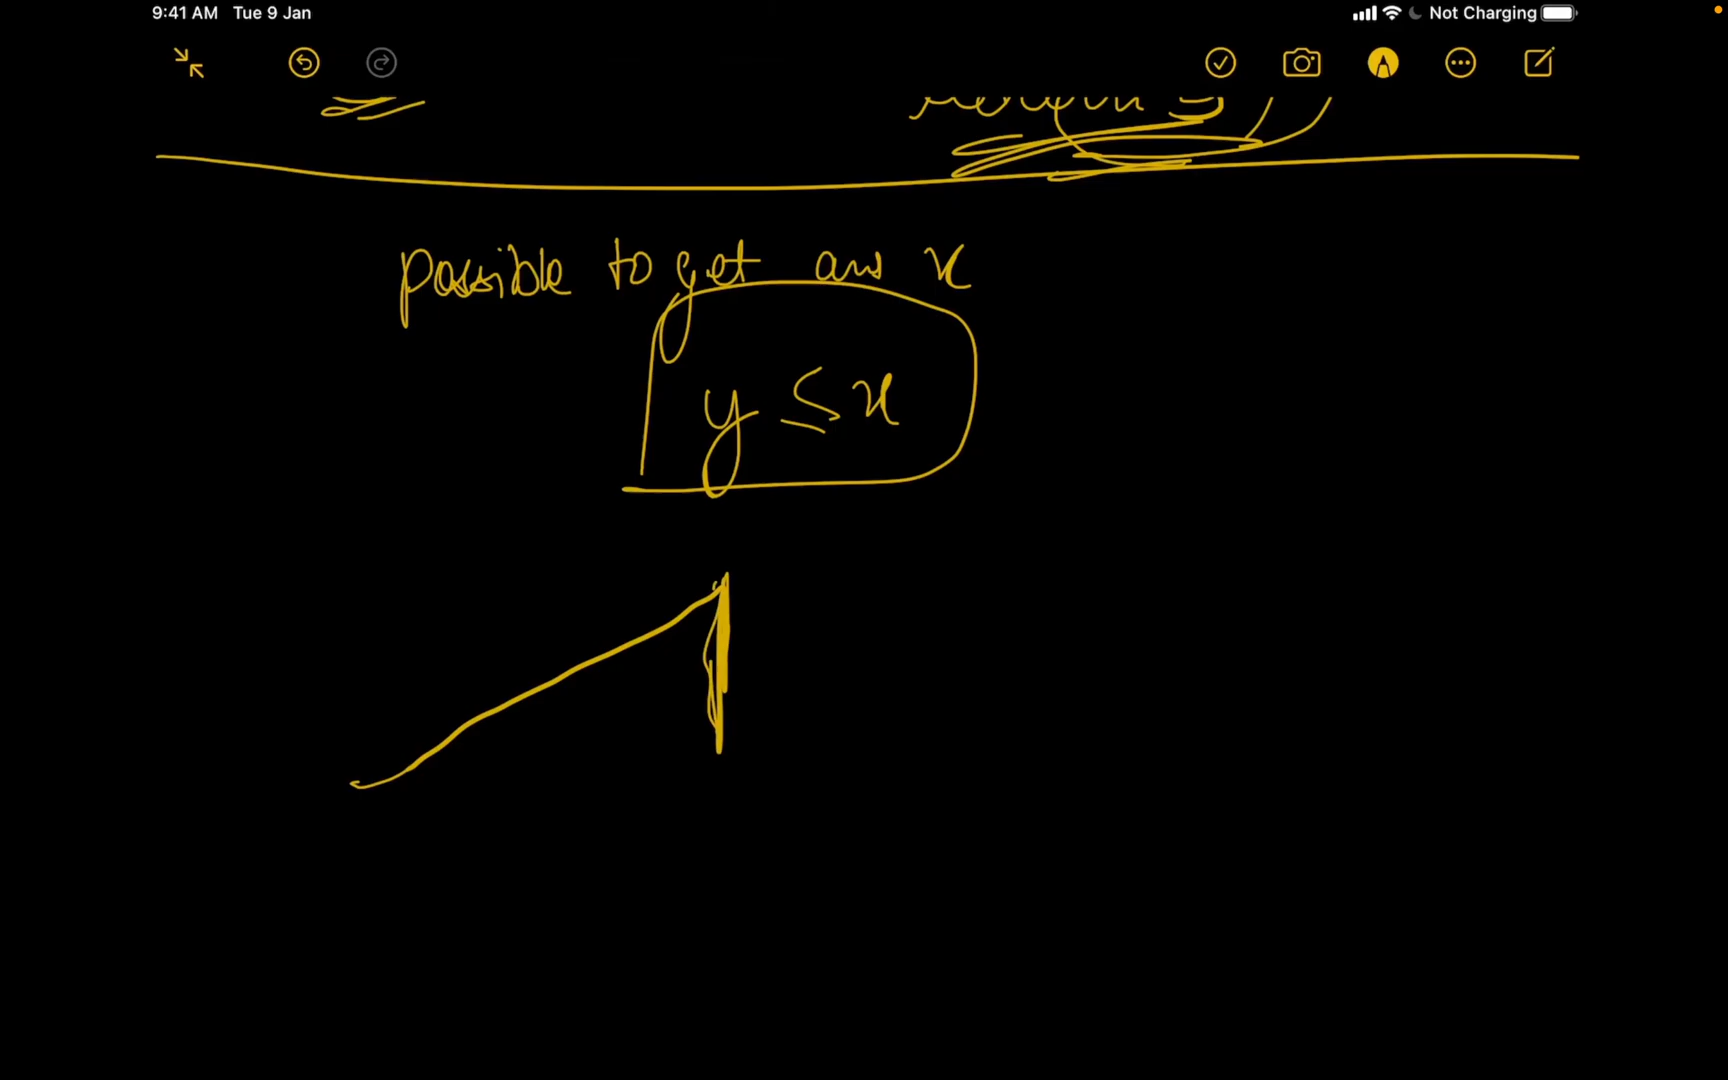 9:41 AM Tue 9 Jan Not Charging
possible to get ans x
y ≤ x